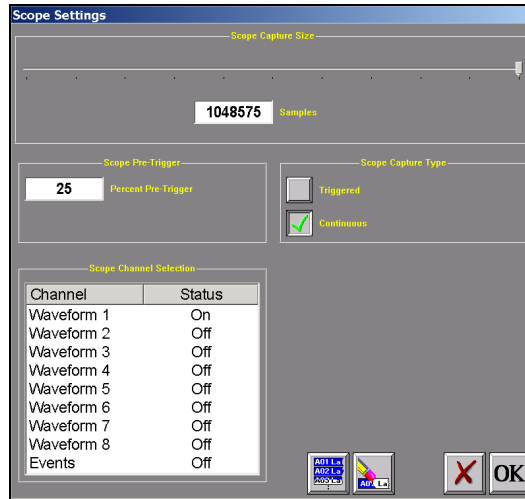 Scope Settings
Scope Capture Size
1048575 Samples
Scope Pre-Trigger
25 Percent Pre-Trigger
Scope Capture Type
Triggered
Continuous
Scope Channel Selection
Channel Status
Waveform 1 On
Waveform 2 Off
Waveform 3 Off
Waveform 4 Off
Waveform 5 Off
Waveform 6 Off
Waveform 7 Off
Waveform 8 Off
Events Off
A01 La
A02 La
A03 La
La
OK